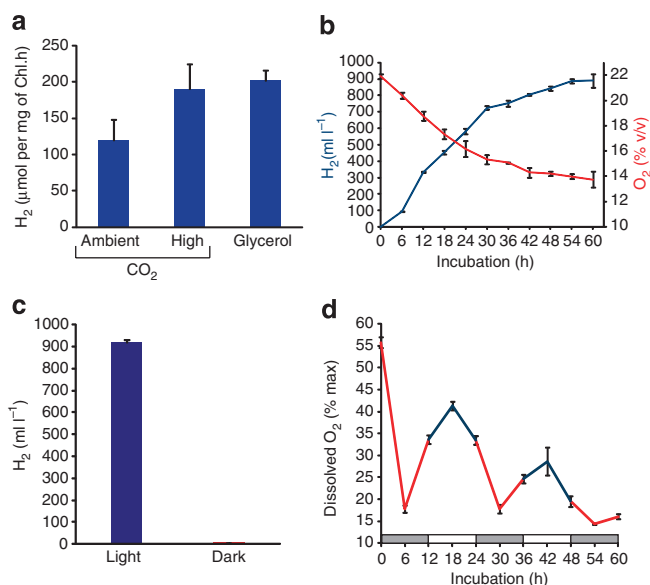 a
H₂ (μmol per mg of Chl.h)
250
200
150
100
50
0
Ambient High Glycerol
CO₂
b
H₂(ml l⁻¹)
1000
900
800
700
600
500
400
300
200
100
0
22
20
18
16
14
12
10
O₂ (% v/v)
0 6 12 18 24 30 36 42 48 54 60
Incubation (h)
c
H₂ (ml l⁻¹)
1000
900
800
700
600
500
400
300
200
100
0
Light Dark
d
Dissolved O₂ (% max)
60
55
50
45
40
35
30
25
20
15
10
0 6 12 18 24 30 36 42 48 54 60
Incubation (h)